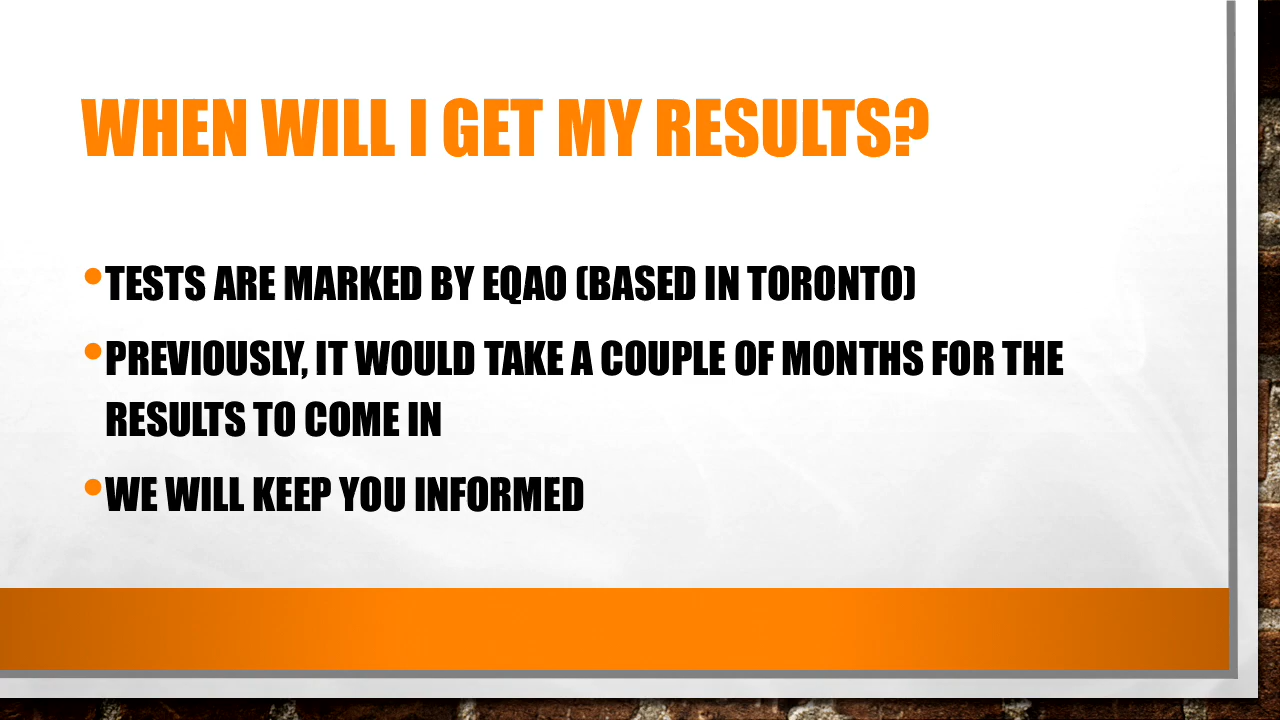 WHEN WILL I GET MY RESULTS?
•TESTS ARE MARKED BY EQAO (BASED IN TORONTO)
•PREVIOUSLY, IT WOULD TAKE A COUPLE OF MONTHS FOR THE
RESULTS TO COME IN
•WE WILL KEEP YOU INFORMED